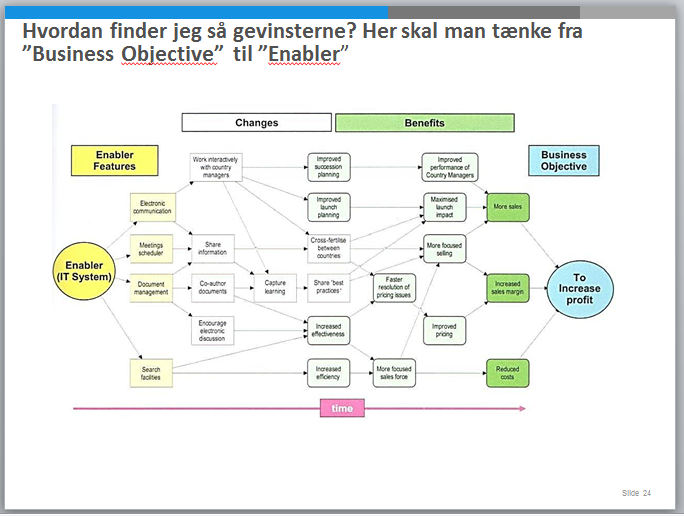 Hvordan finder jeg så gevinsterne? Her skal man tænke fra
”Business Objective” til ”Enabler”
Changes
Benefits
Enabler
Features
Business
Objective
Work interactively
with country
managers
Improved
succession
planning
Improved
performance of
Country Managers
Electronic
communication
Improved
launch
planning
Maximised
launch
impact
More sales
Meetings
scheduler
Share
information
Cross-fertilise
between
countries
More focused
selling
Enabler
(IT System)
Document
management
Co-author
documents
Capture
learning
Share "best
practices"
Faster
resolution of
pricing issues
Increased
sales margin
To
Increase
profit
Encourage
electronic
discussion
Increased
effectiveness
Improved
pricing
Search
facilities
Increased
efficiency
More focused
sales force
Reduced
costs
time
Slide 24